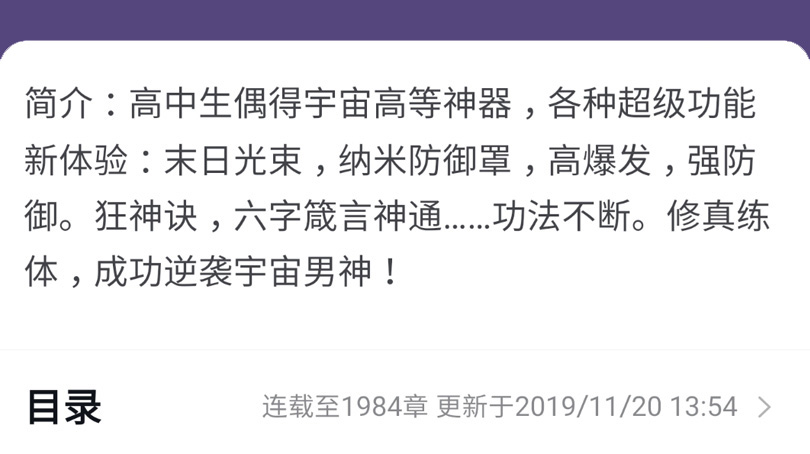 简介：高中生偶得宇宙高等神器，各种超级功能
新体验：末日光束，纳米防御罩，高爆发，强防
御。狂神诀，六字箴言神通......功法不断。修真练
体，成功逆袭宇宙男神！
目录
连载至1984章 更新于2019/11/20 13:54